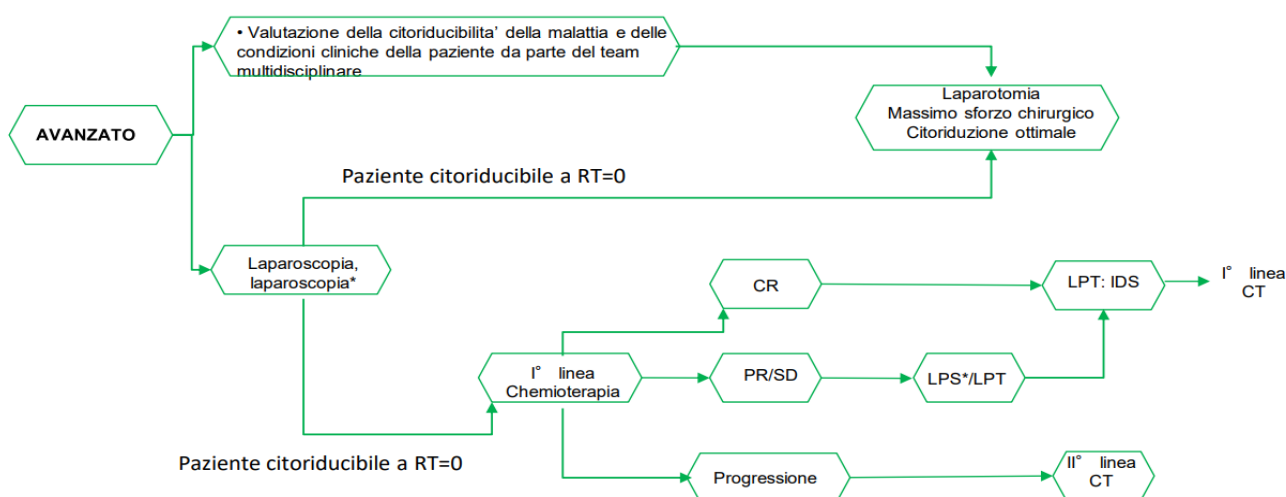 • Valutazione della citoriducibilita' della malattia e delle
condizioni cliniche della paziente da parte del team
multidisciplinare
AVANZATO
Laparotomia
Massimo sforzo chirurgico
Citoriduzione ottimale
Paziente citoriducibile a RT=0
Laparoscopia,
laparoscopia*
CR
LPT: IDS
I° linea
CT
I° linea
Chemioterapia
PR/SD
LPS*/LPT
Paziente citoriducibile a RT=0
Progressione
II° linea
CT